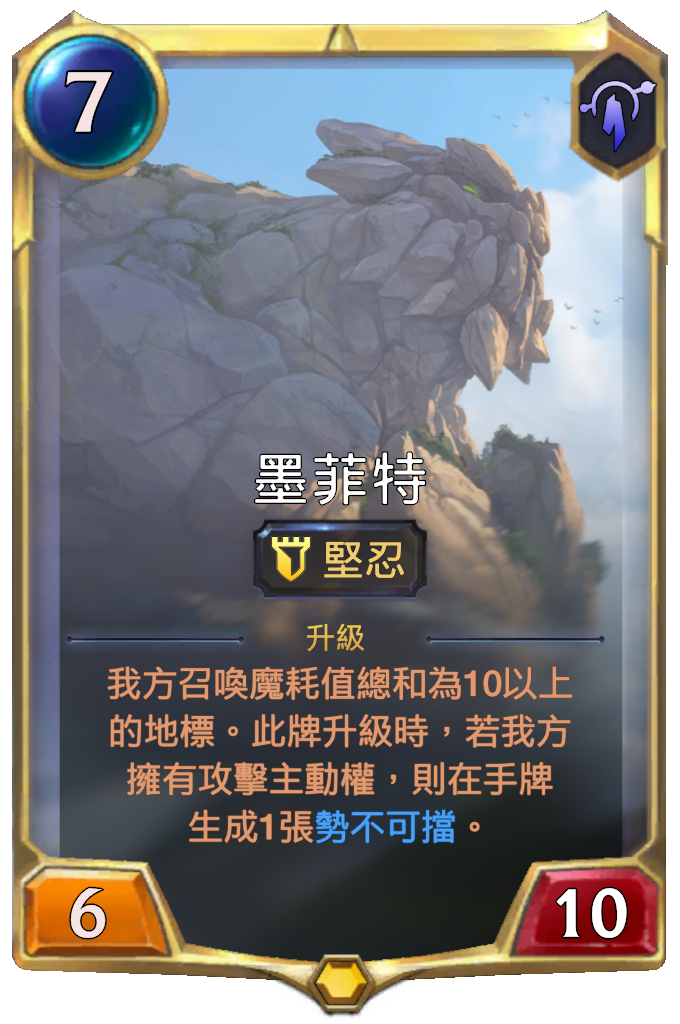 7
墨菲特
堅忍
升級
我方召喚魔耗值總和為10以上
的地標。此牌升級時，若我方
擁有攻擊主動權，則在手牌
生成1張勢不可擋。
6
10